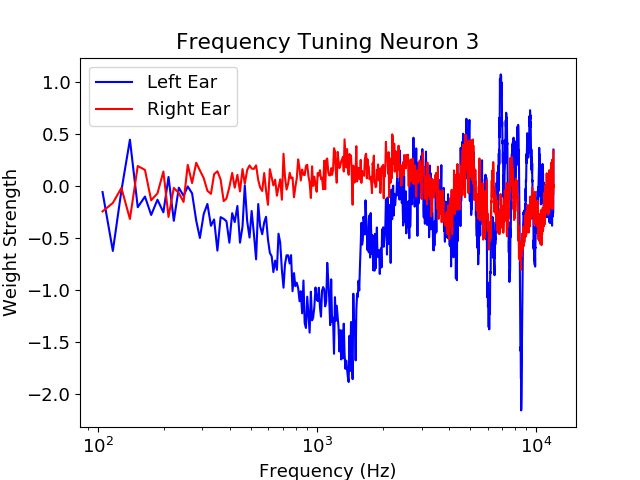 Frequency Tuning Neuron 3
Left Ear
Right Ear
1.0
0.5
0.0
−0.5
−1.0
−1.5
−2.0
Weight Strength
10²
10³
10⁴
Frequency (Hz)